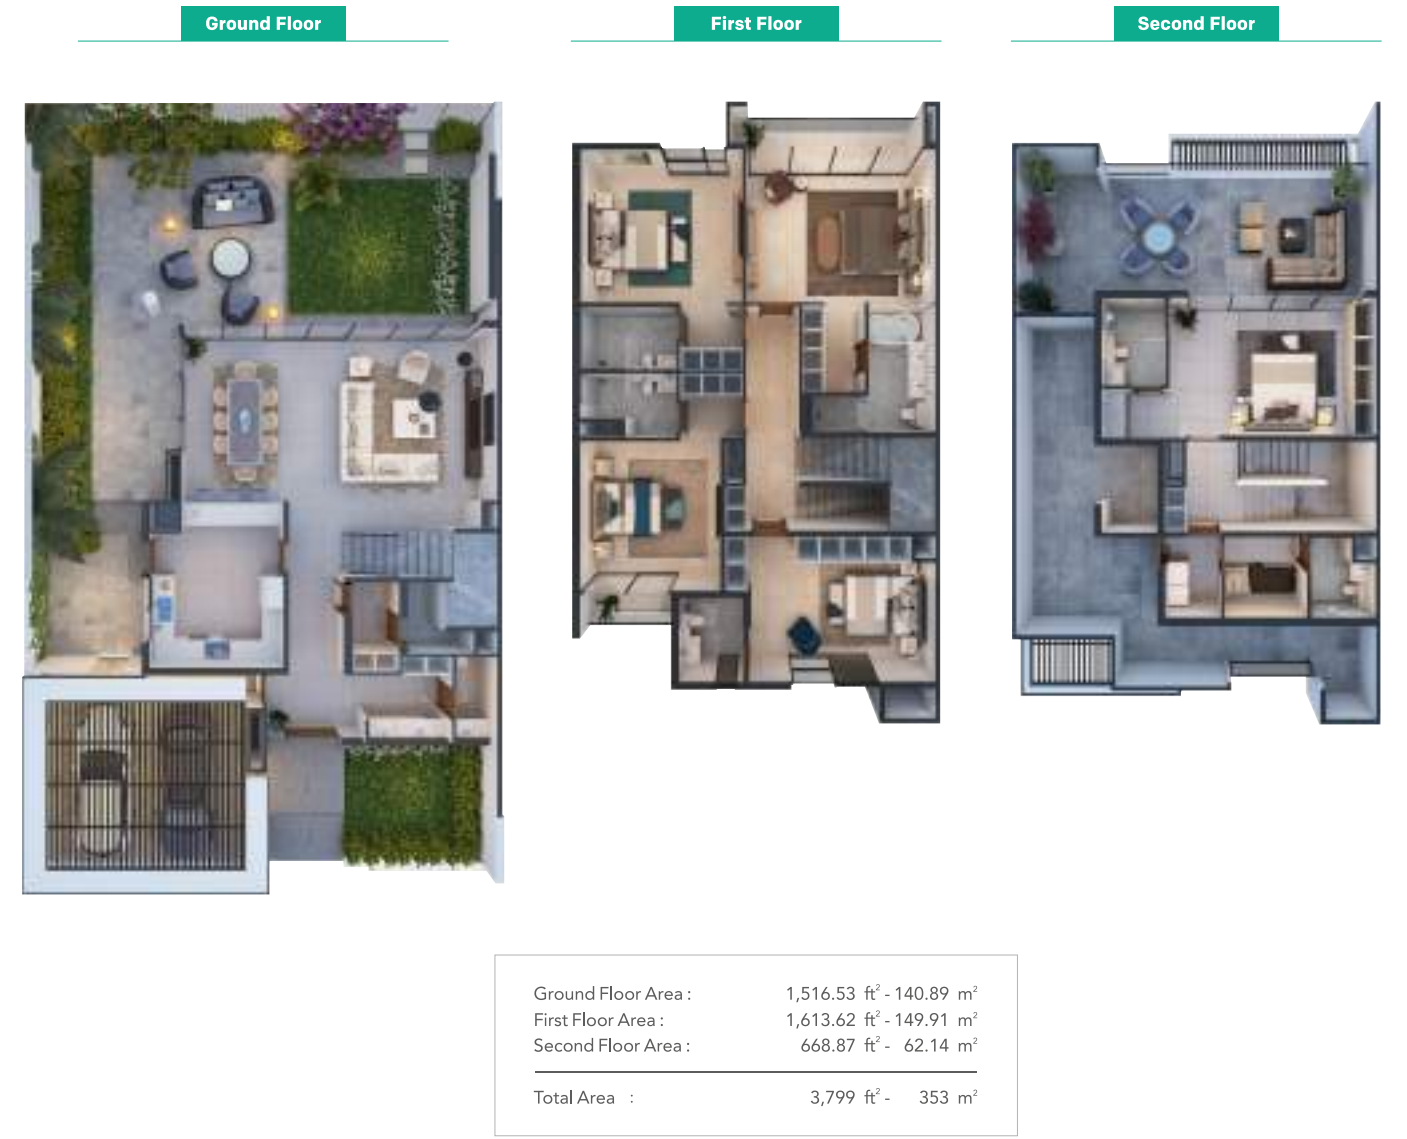 Ground Floor
First Floor
Second Floor
Ground Floor Area : 1,516.53 ft² - 140.89 m²
First Floor Area : 1,613.62 ft² - 149.91 m²
Second Floor Area : 668.87 ft² - 62.14 m²
Total Area : 3,799 ft² - 353 m²